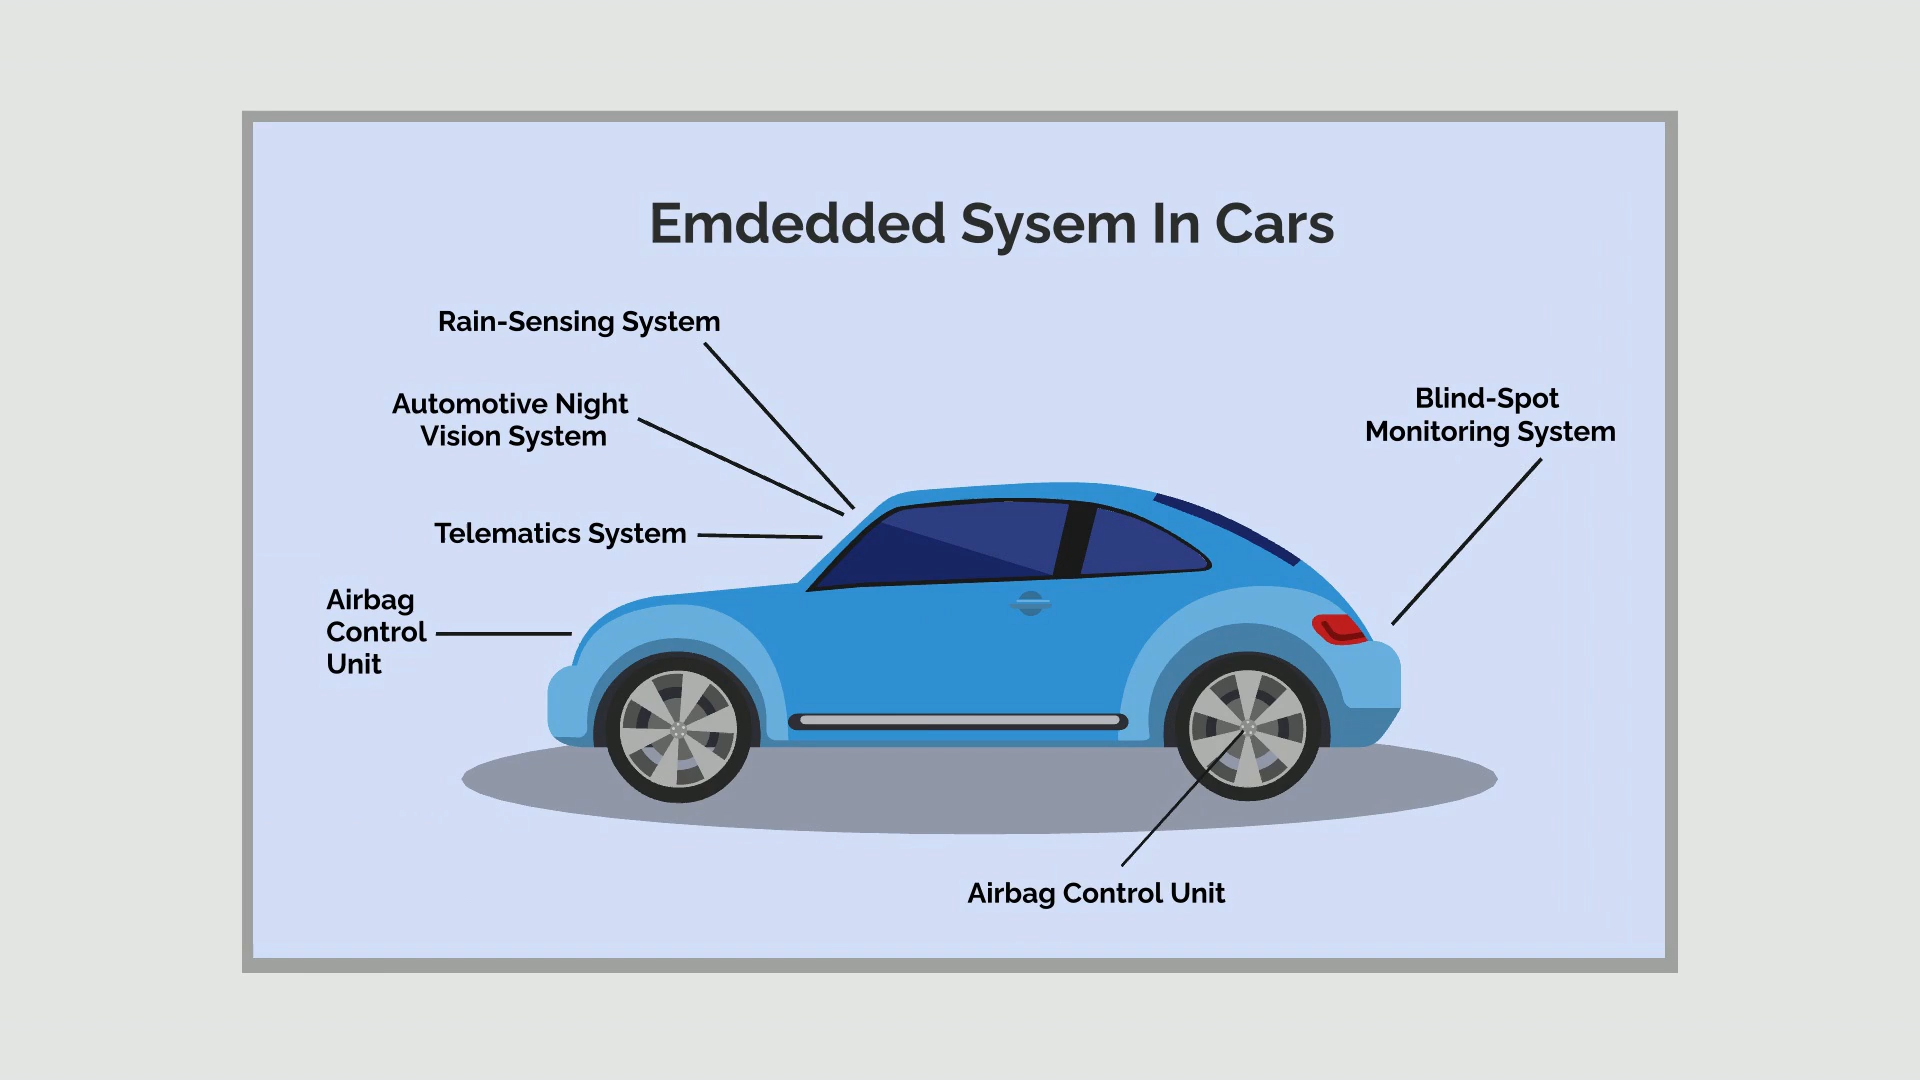 Emdedded Sysem In Cars
Rain-Sensing System
Automotive Night
Vision System
Blind-Spot
Monitoring System
Telematics System
Airbag
Control
Unit
Airbag Control Unit